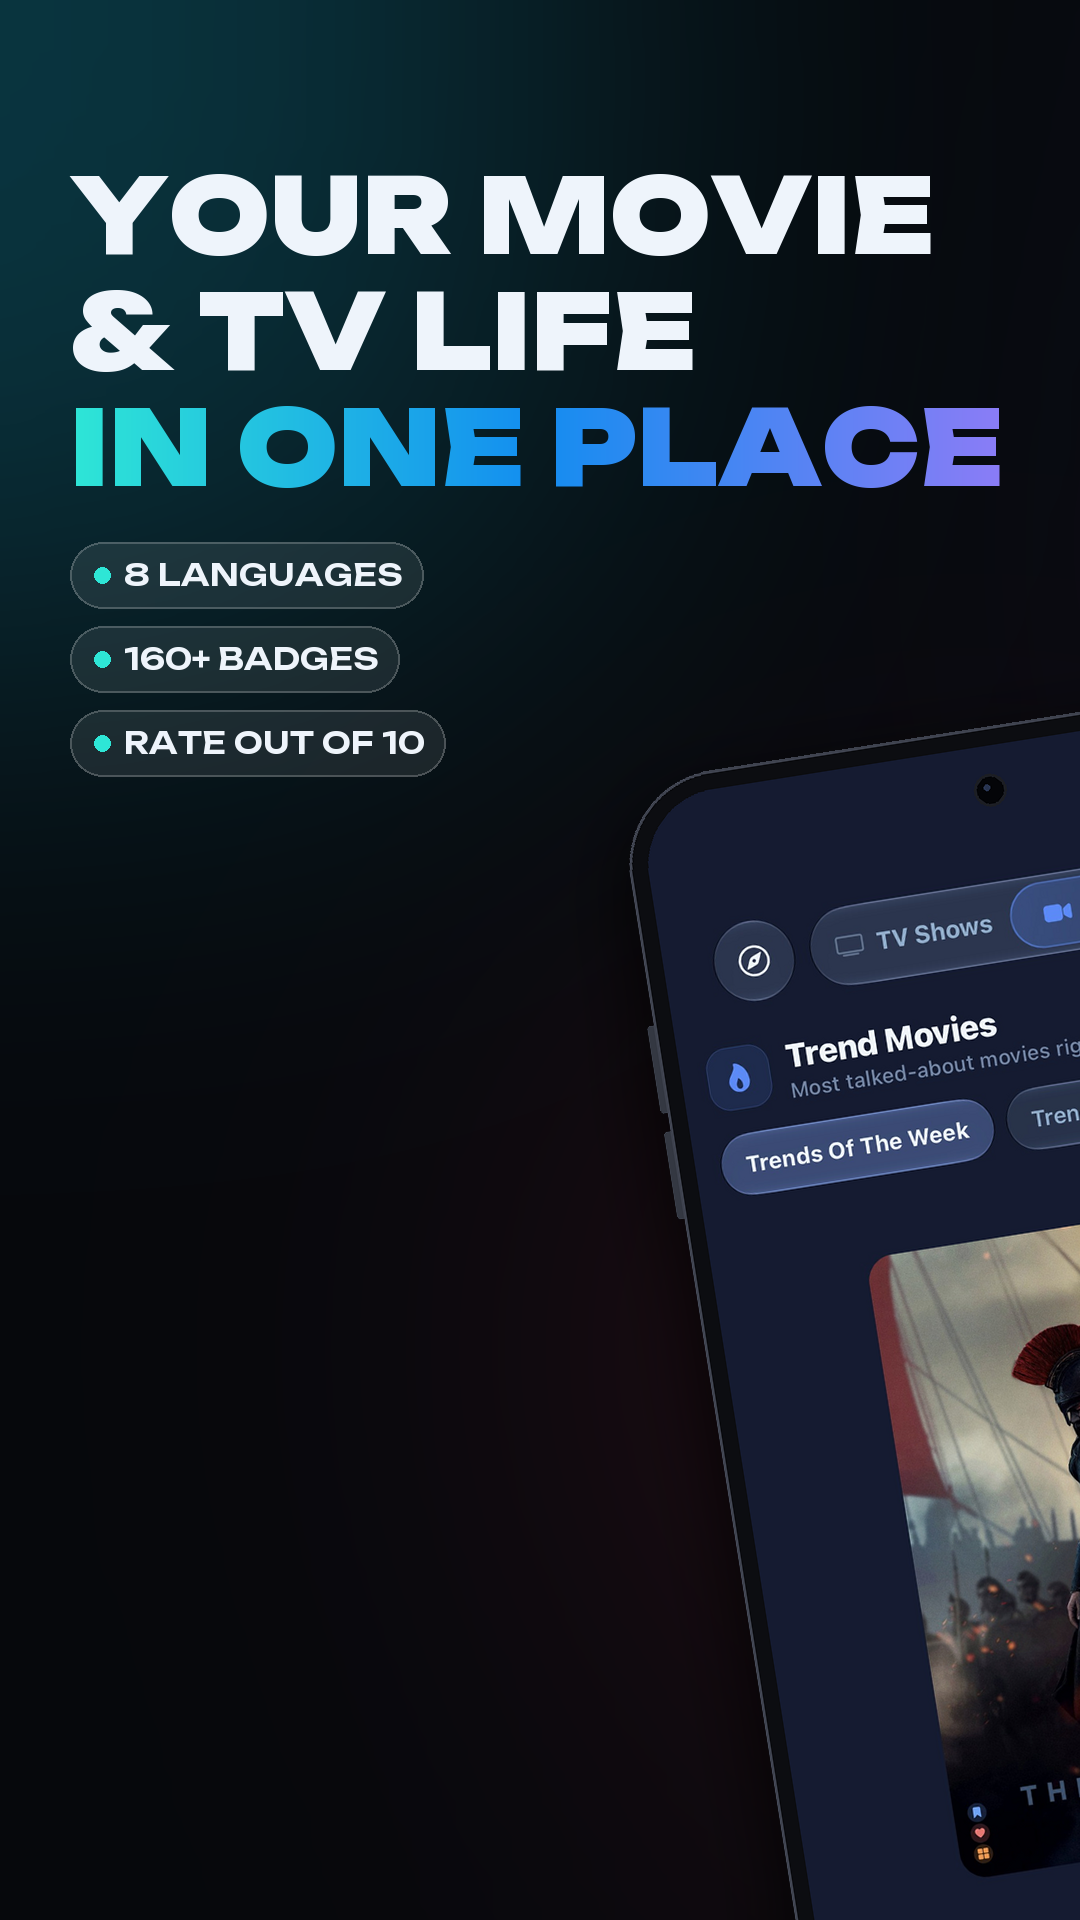 YOUR MOVIE
& TV LIFE
IN ONE PLACE
8 LANGUAGES
160+ BADGES
RATE OUT OF 10
TV Shows
Trend Movies
Most talked-about movies
Trends Of The Week